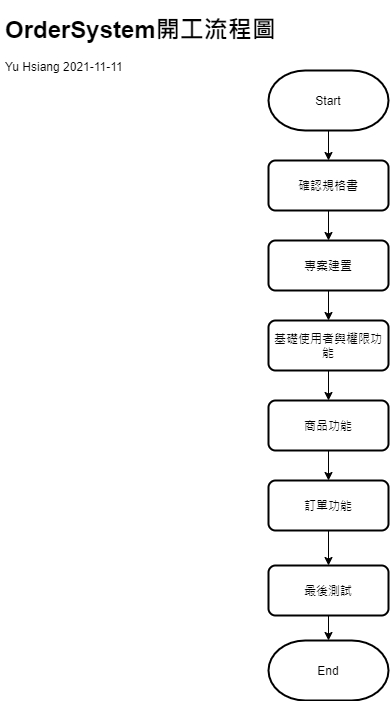 OrderSystem開工流程圖
Yu Hsiang 2021-11-11
Start
確認規格書
專案建置
基礎使用者與權限功
能
商品功能
訂單功能
最後測試
End